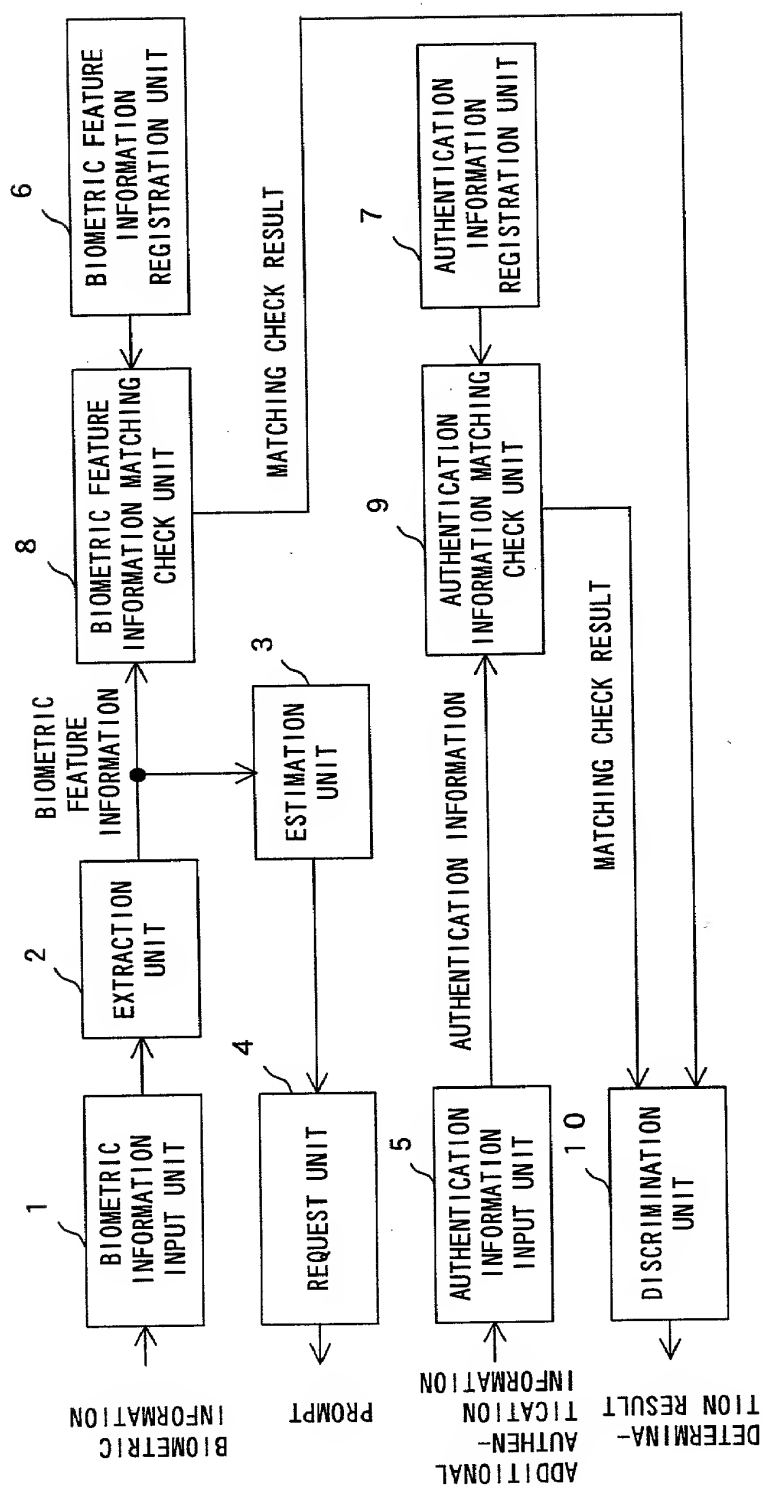 BIOMETRIC
INFORMATION
1
BIOMETRIC
INFORMATION
INPUT UNIT
2
EXTRACTION
UNIT
BIOMETRIC
FEATURE
INFORMATION
8
BIOMETRIC FEATURE
INFORMATION MATCHING
CHECK UNIT
6
BIOMETRIC FEATURE
INFORMATION
REGISTRATION UNIT
PROMPT
4
REQUEST UNIT
3
ESTIMATION
UNIT
MATCHING CHECK RESULT
ADDITIONAL
AUTHEN-
TICATION
INFORMATION
5
AUTHENTICATION
INFORMATION
INPUT UNIT
AUTHENTICATION INFORMATION
9
AUTHENTICATION
INFORMATION MATCHING
CHECK UNIT
7
AUTHENTICATION
INFORMATION
REGISTRATION UNIT
DETERMINA-
TION RESULT
10
DISCRIMINATION
UNIT
MATCHING CHECK RESULT